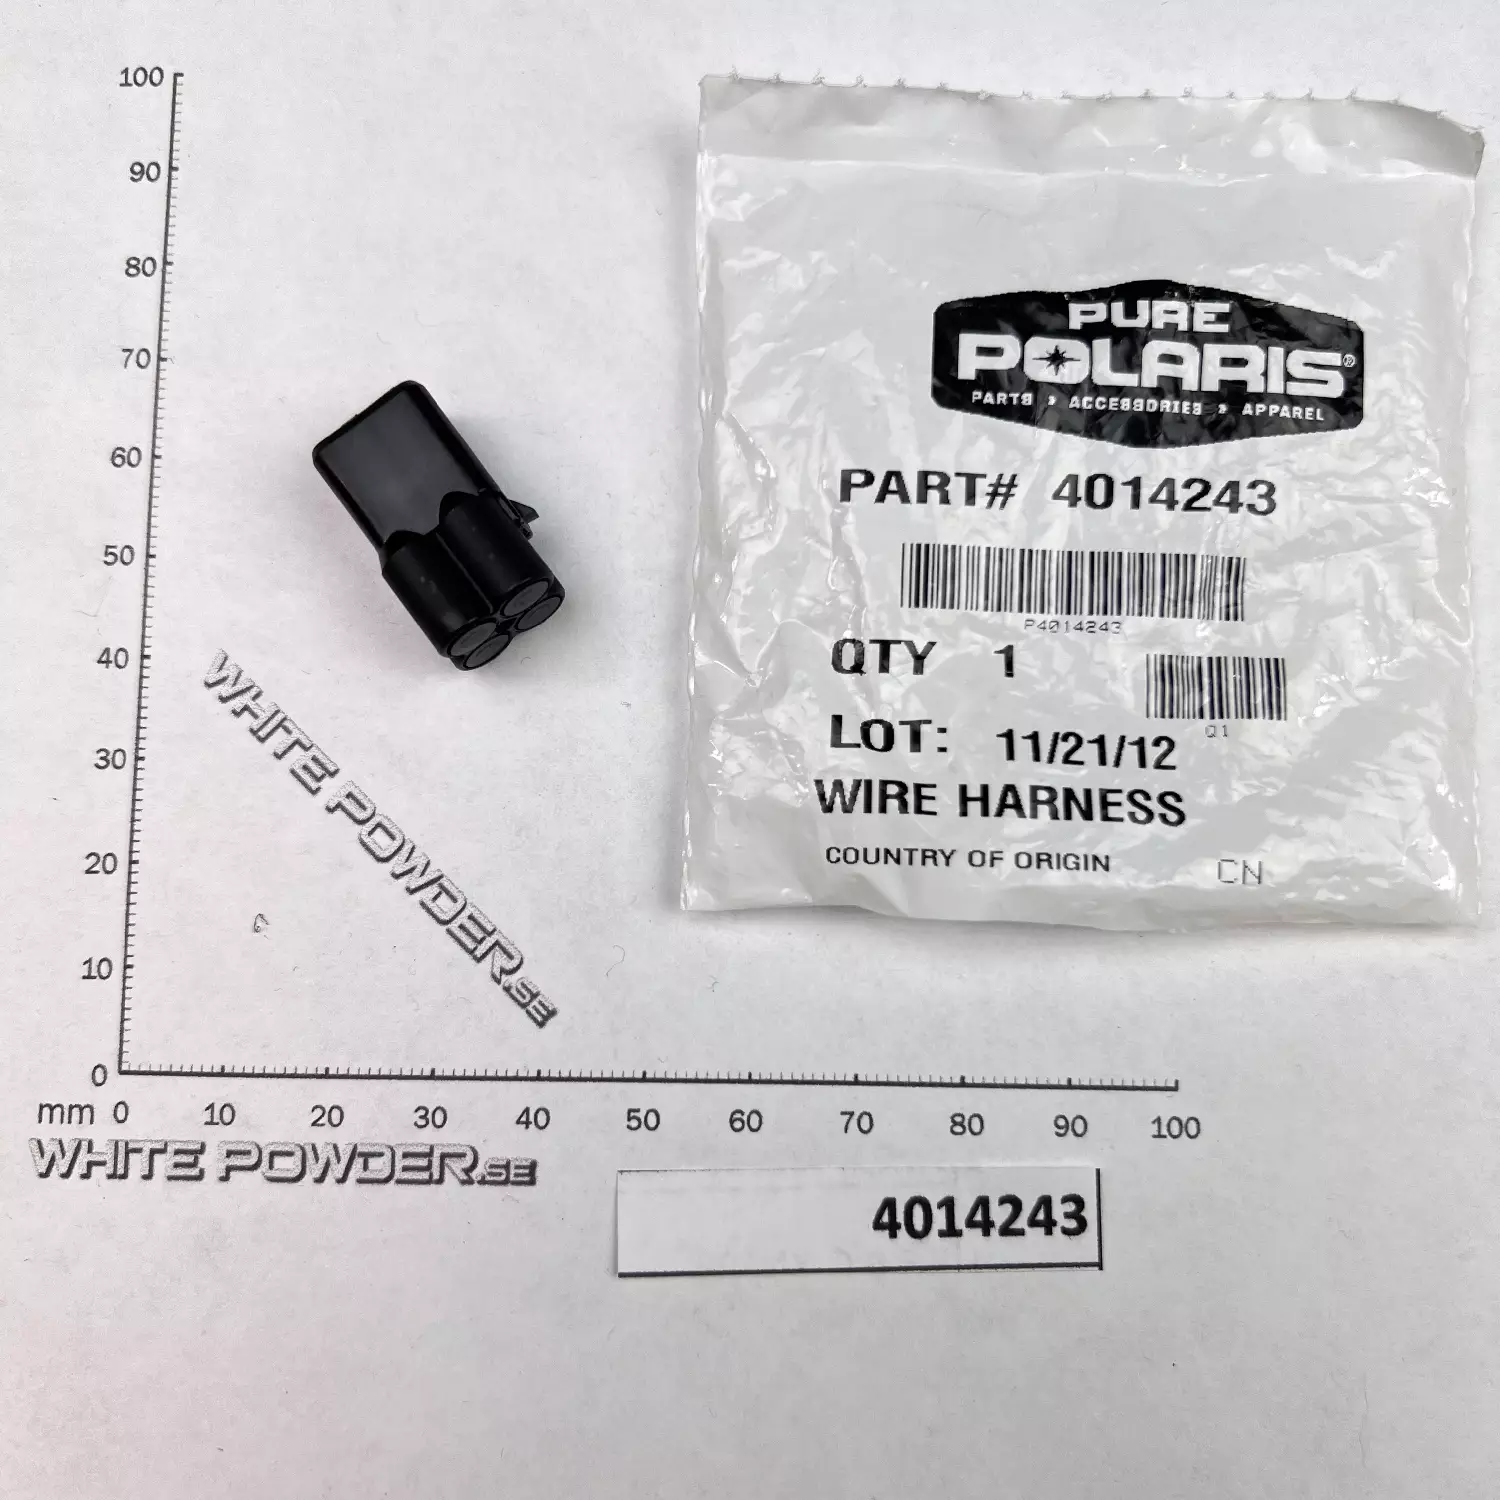 100
90
80
70
60
50
40
30
20
10
0
mm 0 10 20 30 40 50 60 70 80 90 100
WHITE POWDER.SE
WHITE POWDER.SE
PURE
POLARIS®
PARTS ACCESSORIES APPAREL
PART# 4014243
P4014243
QTY 1
Q1
LOT: 11/21/12
WIRE HARNESS
COUNTRY OF ORIGIN CN
4014243